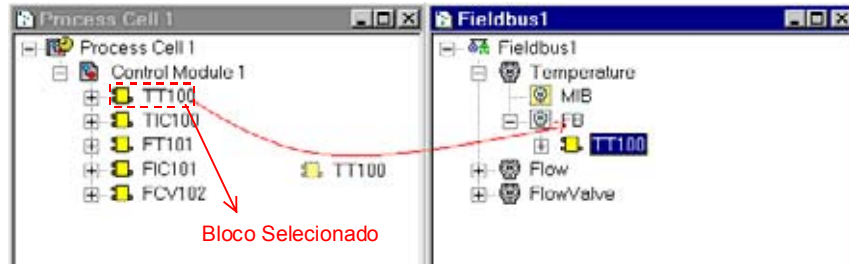 Process Cell 1
Process Cell 1
Control Module 1
TT100
TIC100
FT101
FIC101
FCV102
TT100
Bloco Selecionado
Fieldbus1
Fieldbus1
Temperature
MIB
FB
TT100
Flow
FlowValve